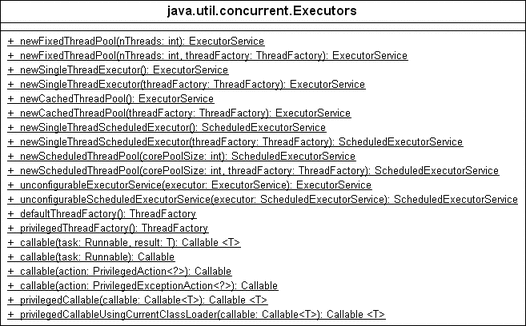 java.util.concurrent.Executors
+ newFixedThreadPool(nThreads: int): ExecutorService
+ newFixedThreadPool(nThreads: int, threadFactory: ThreadFactory): ExecutorService
+ newSingleThreadExecutor(): ExecutorService
+ newSingleThreadExecutor(threadFactory: ThreadFactory): ExecutorService
+ newCachedThreadPool(): ExecutorService
+ newCachedThreadPool(threadFactory: ThreadFactory): ExecutorService
+ newSingleThreadScheduledExecutor(): ScheduledExecutorService
+ newSingleThreadScheduledExecutor(threadFactory: ThreadFactory): ScheduledExecutorService
+ newScheduledThreadPool(corePoolSize: int): ScheduledExecutorService
+ newScheduledThreadPool(corePoolSize: int, threadFactory: ThreadFactory): ScheduledExecutorService
+ unconfigurableExecutorService(executor: ExecutorService): ExecutorService
+ unconfigurableScheduledExecutorService(executor: ScheduledExecutorService): ScheduledExecutorService
+ defaultThreadFactory(): ThreadFactory
+ privilegedThreadFactory(): ThreadFactory
+ callable(task: Runnable, result: T): Callable <T>
+ callable(task: Runnable): Callable
+ callable(action: PrivilegedAction<?>): Callable
+ callable(action: PrivilegedExceptionAction<?>): Callable
+ privilegedCallable(callable: Callable<T>): Callable <T>
+ privilegedCallableUsingCurrentClassLoader(callable: Callable<T>): Callable <T>